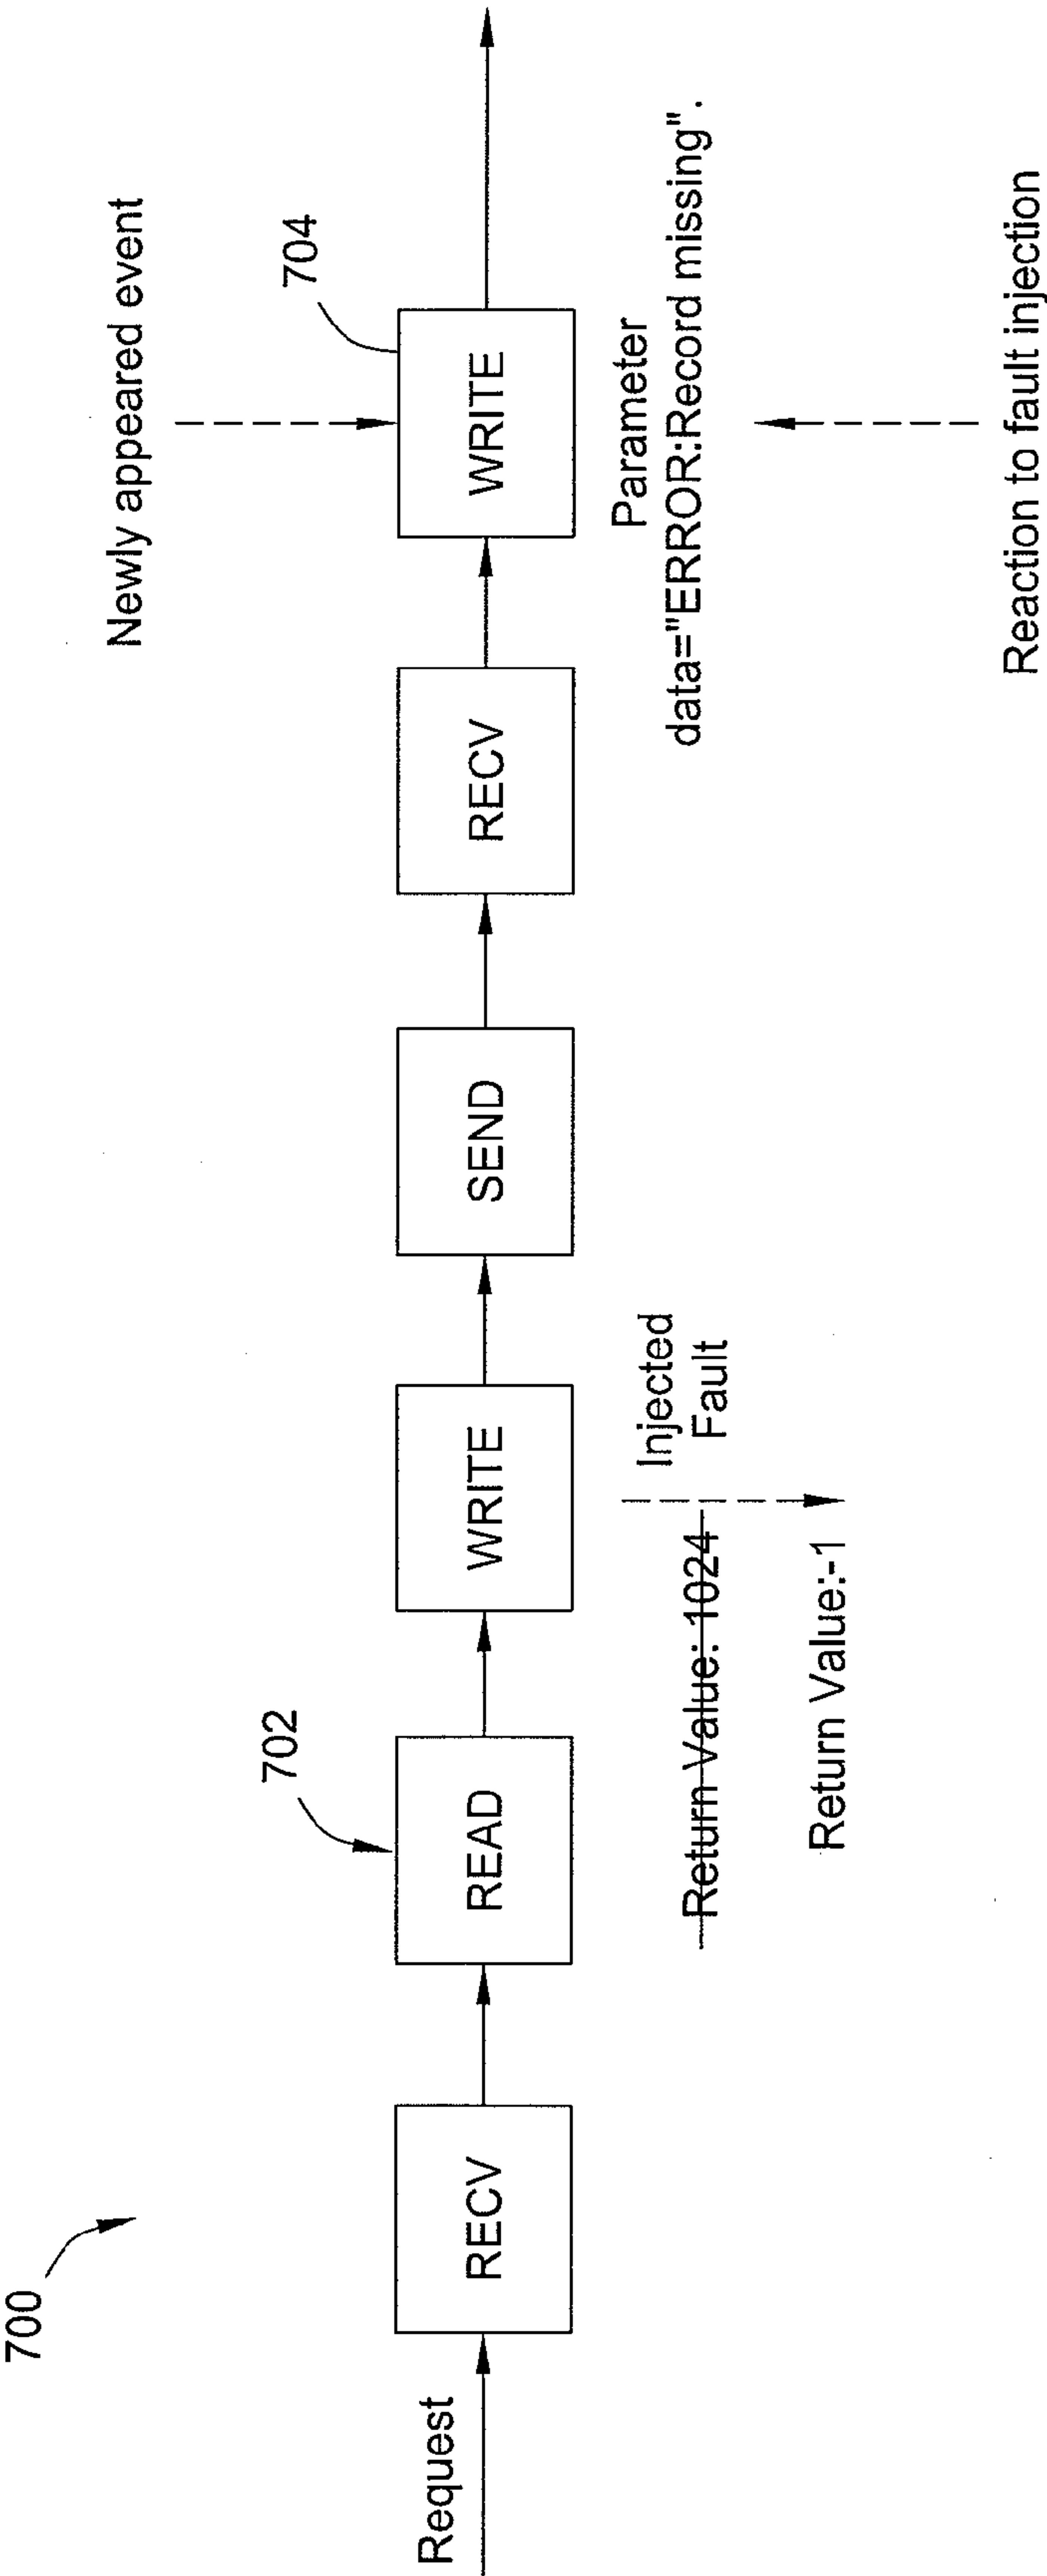 700
Newly appeared event
702
704
Request
RECV
READ
WRITE
SEND
RECV
WRITE
Return Value: 1024
Return Value:-1
Injected
Fault
Parameter
data="ERROR:Record missing".
Reaction to fault injection